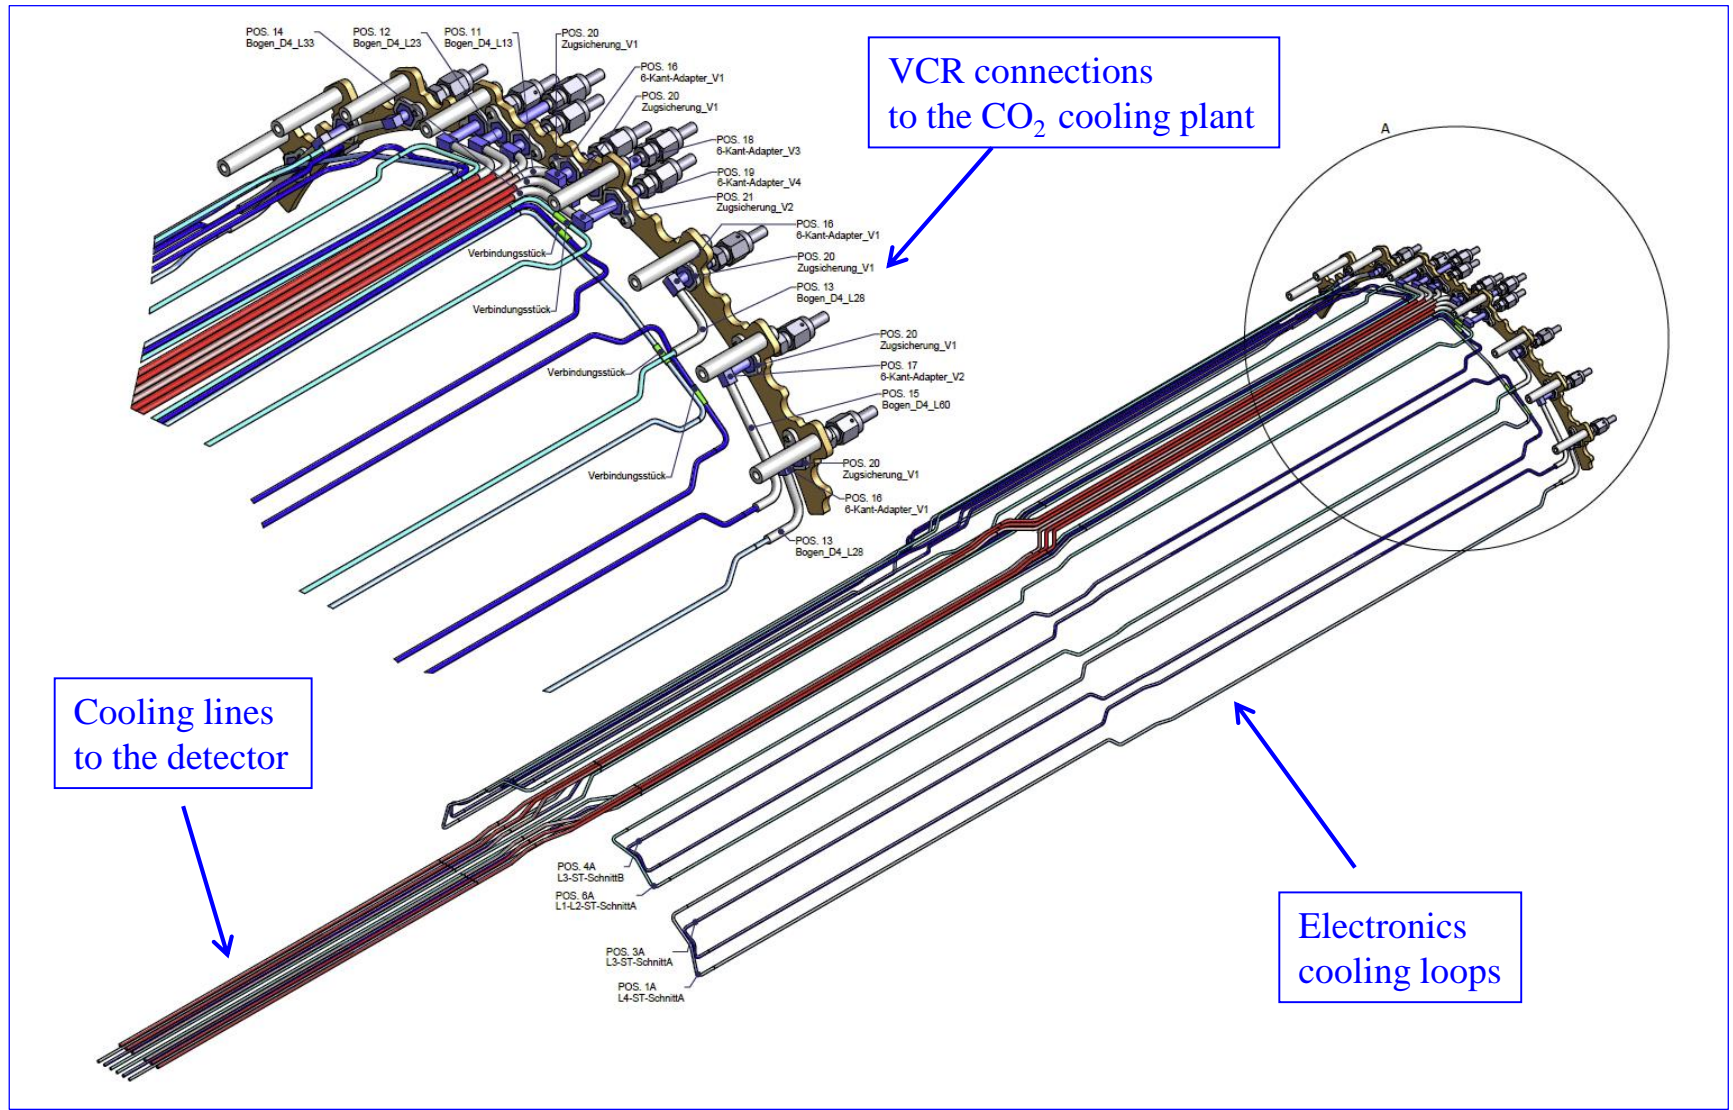 POS. 14
Bogen_D4_L33
POS. 12
Bogen_D4_L23
POS. 11
Bogen_D4_L13
POS. 20
Zugsicherung_V1
POS. 16
6-Kant-Adapter_V1
POS. 20
Zugsicherung_V1
POS. 18
6-Kant-Adapter_V3
POS. 19
6-Kant-Adapter_V4
POS. 21
Zugsicherung_V2
POS. 16
6-Kant-Adapter_V1
POS. 20
Zugsicherung_V1
POS. 13
Bogen_D4_L28
POS. 20
Zugsicherung_V1
POS. 17
6-Kant-Adapter_V2
POS. 15
Bogen_D4_L60
POS. 20
Zugsicherung_V1
POS. 16
6-Kant-Adapter_V1
POS. 13
Bogen_D4_L28
Verbindungsstück
Verbindungsstück
Verbindungsstück
Verbindungsstück
VCR connections
to the CO₂ cooling plant
A
Cooling lines
to the detector
POS. 4A
L3-ST-SchnittB
POS. 6A
L1-L2-ST-SchnittA
POS. 3A
L3-ST-SchnittA
POS. 1A
L4-ST-SchnittA
Electronics
cooling loops